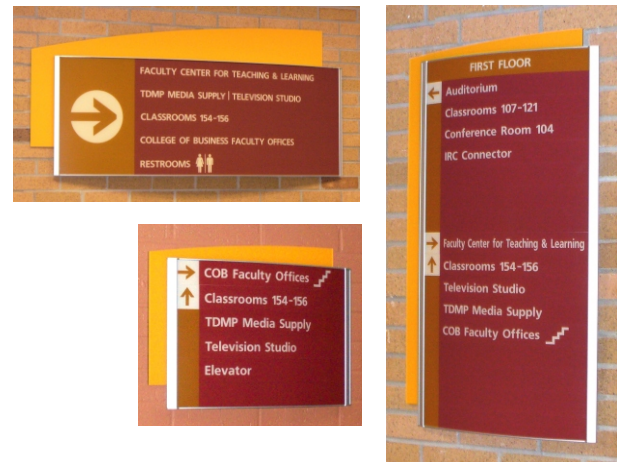 FACULTY CENTER FOR TEACHING & LEARNING
TDMP MEDIA SUPPLY | TELEVISION STUDIO
CLASSROOMS 154-156
COLLEGE OF BUSINESS FACULTY OFFICES
RESTROOMS
COB Faculty Offices
Classrooms 154-156
TDMP Media Supply
Television Studio
Elevator
FIRST FLOOR
Auditorium
Classrooms 107-121
Conference Room 104
IRC Connector
Faculty Center for Teaching & Learning
Classrooms 154-156
Television Studio
TDMP Media Supply
COB Faculty Offices